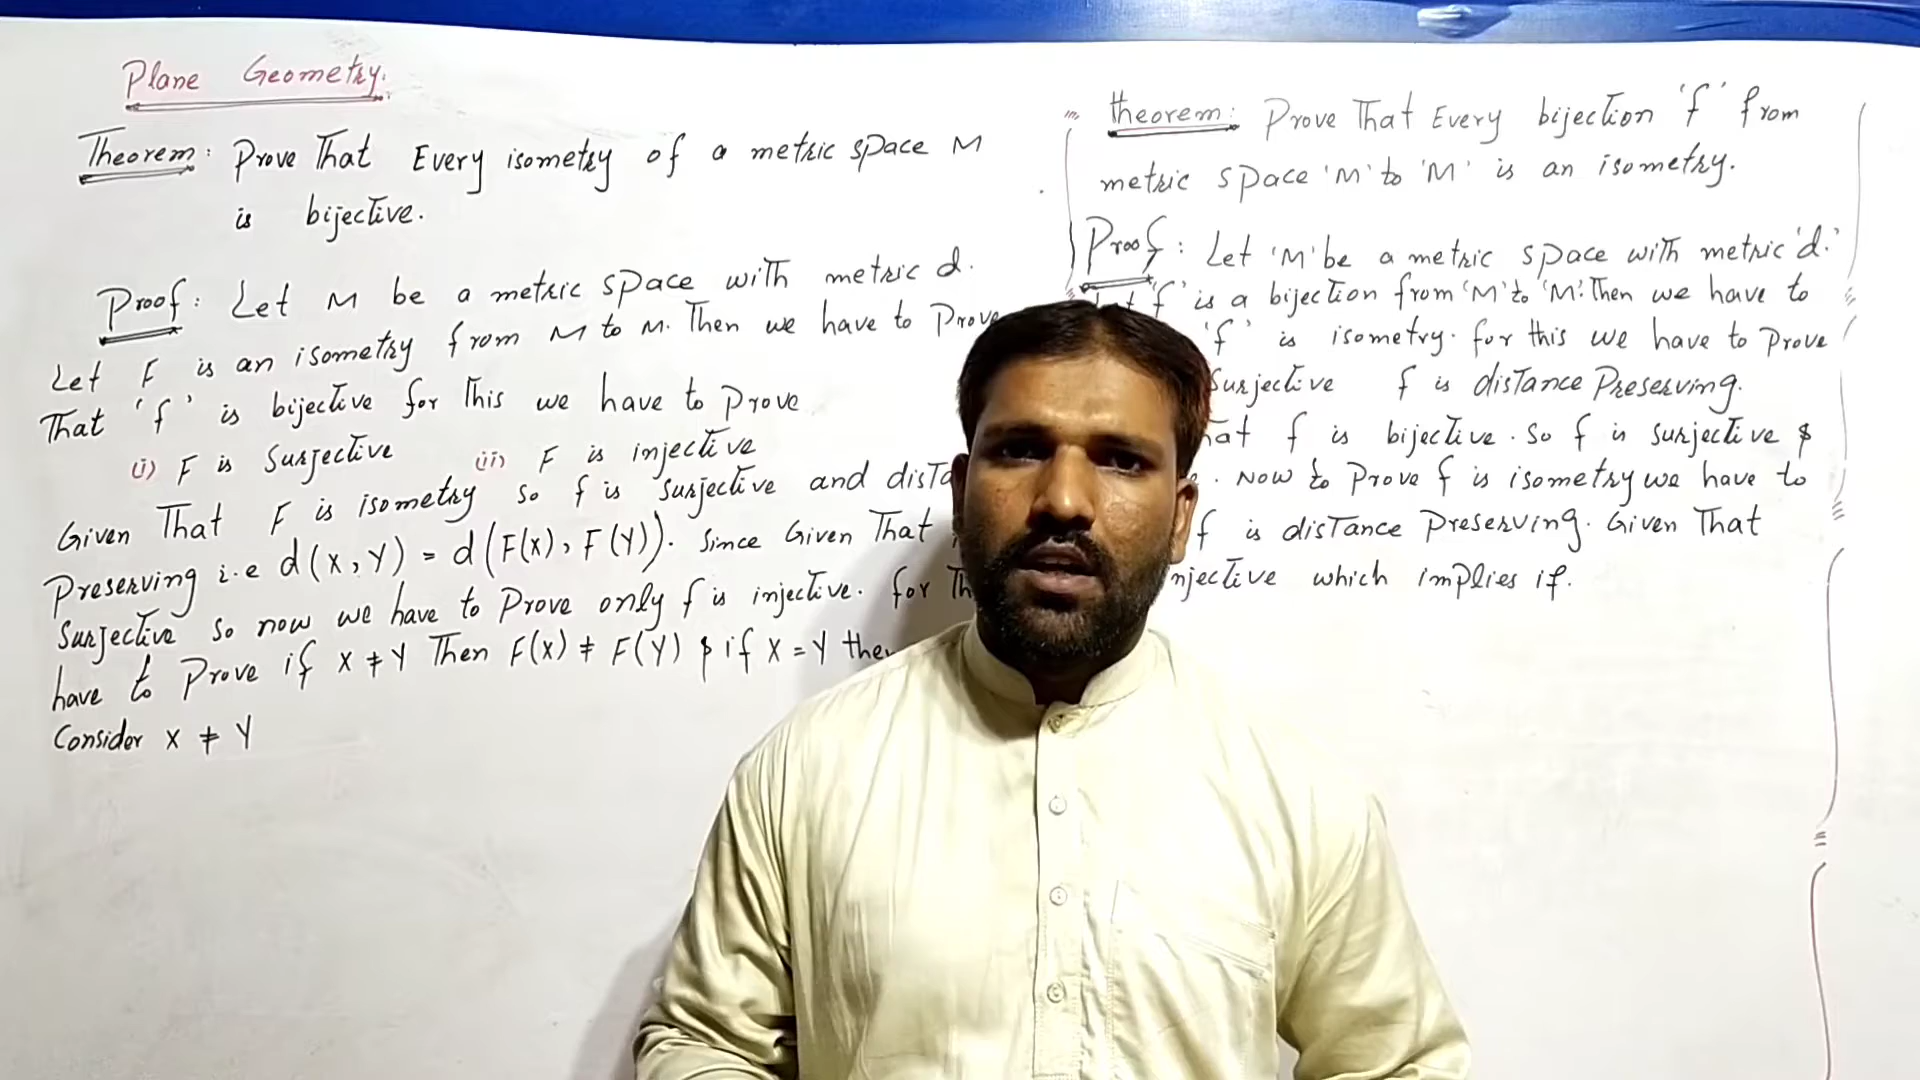 Plane Geometry.
Theorem: Prove That Every isometry of a metric space M
is bijective.
Proof: Let M be a metric space with metric d.
Let F is an isometry from M to M. Then we have to Prove
That 'f' is bijective for This we have to Prove
(i) F is Surjective (ii) F is injective
Given That F is isometry so f is surjective and dista
Preserving i.e d(x,Y) = d(F(x), F(Y)). Since Given That
Surjective so now we have to Prove only f is injective. For Th
have to Prove if x ≠ Y Then F(x) ≠ F(Y) & if x = Y then
Consider x ≠ Y
theorem: Prove That Every bijection 'f' from
metric space 'M' to 'M' is an isometry.
Proof: Let 'M' be a metric space with metric 'd.'
'f' is a bijection from 'M' to 'M'. Then we have to
'f' is isometry. for this we have to Prove
Surjective f is distance Preserving.
hat f is bijective. So f is surjective &
. Now to Prove f is isometry we have to
f is distance Preserving. Given That
njective which implies if.